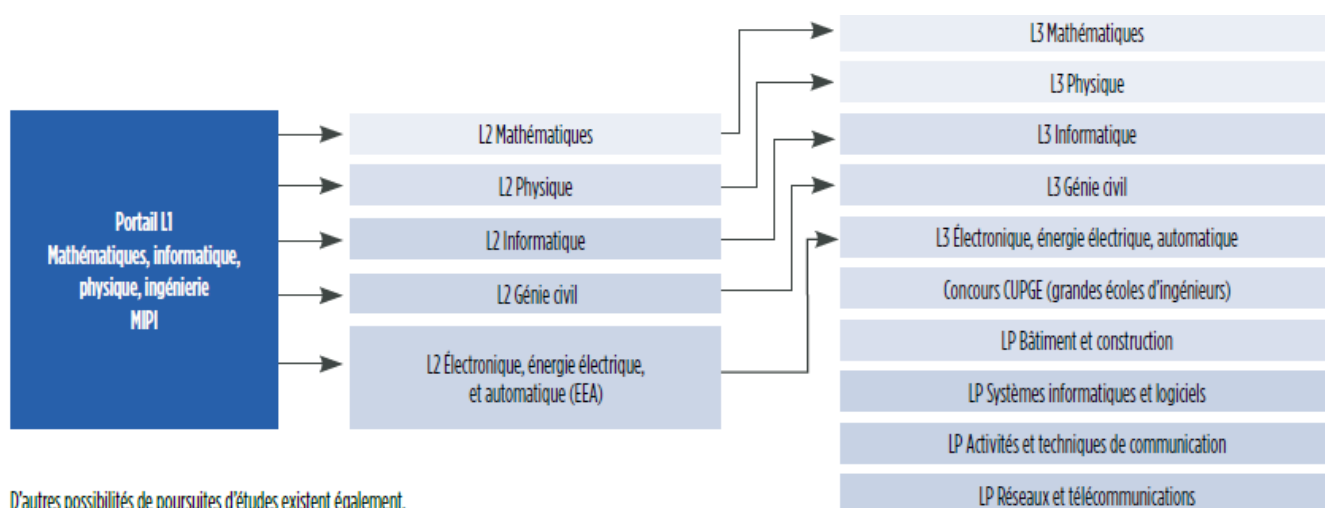 Portail L1
Mathématiques, informatique,
physique, ingénierie
MIPI
L2 Mathématiques
L2 Physique
L2 Informatique
L2 Génie civil
L2 Électronique, énergie électrique,
et automatique (EEA)
L3 Mathématiques
L3 Physique
L3 Informatique
L3 Génie civil
L3 Électronique, énergie électrique, automatique
Concours CUPGE (grandes écoles d'ingénieurs)
LP Bâtiment et construction
LP Systèmes informatiques et logiciels
LP Activités et techniques de communication
LP Réseaux et télécommunications
D'autres possibilités de poursuites d'études existent également.